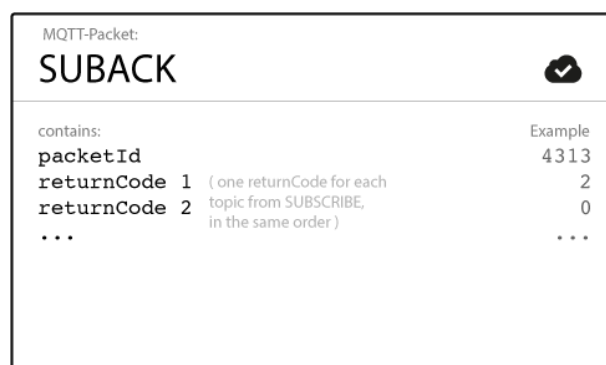 MQTT-Packet:
SUBACK
contains: Example
packetId 4313
returnCode 1 ( one returnCode for each 2
returnCode 2 topic from SUBSCRIBE, 0
in the same order )
... ...